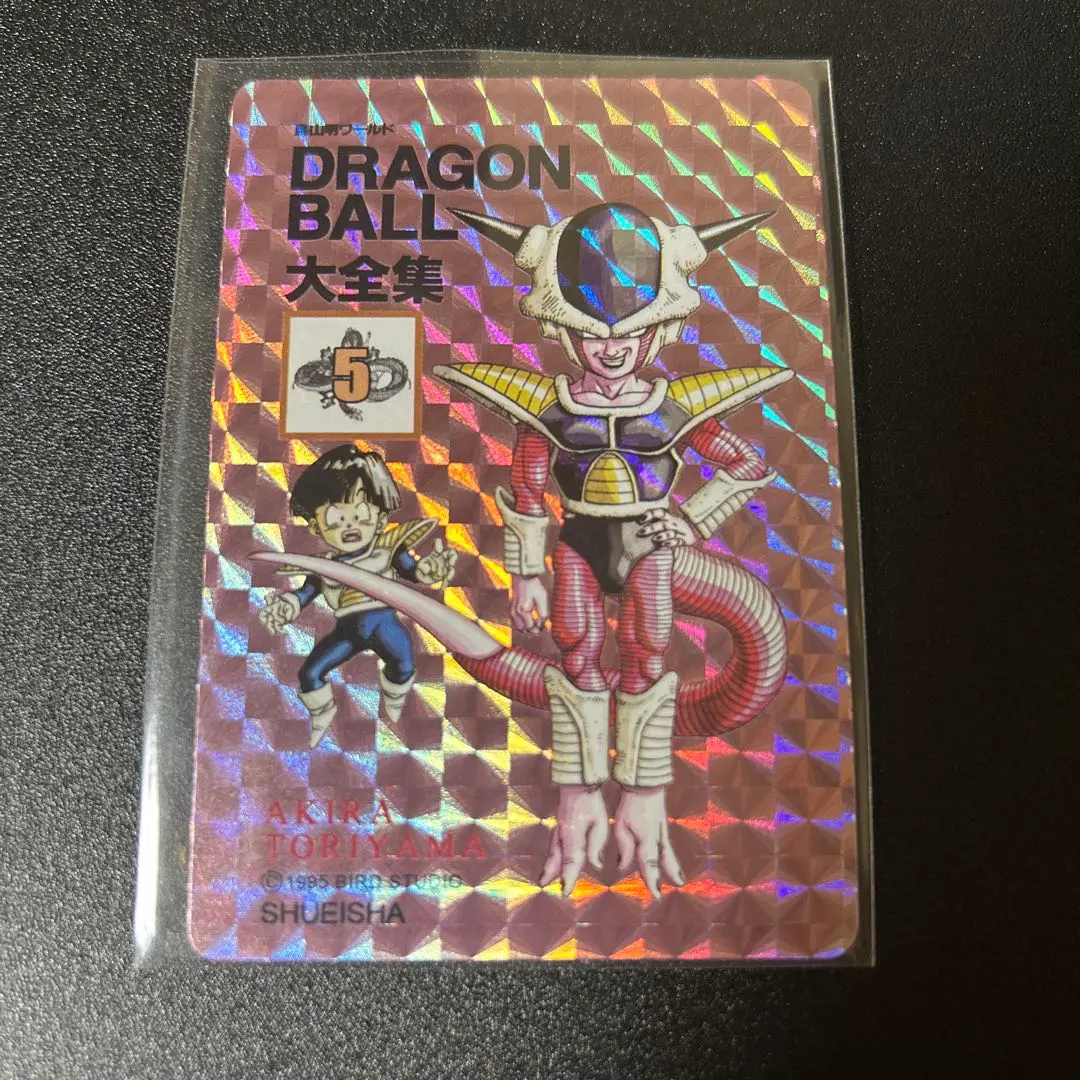 鳥山明ワールド
DRAGON
BALL
大全集
5
AKIRA
TORIYAMA
©1995 BIRD STUDIO
SHUEISHA